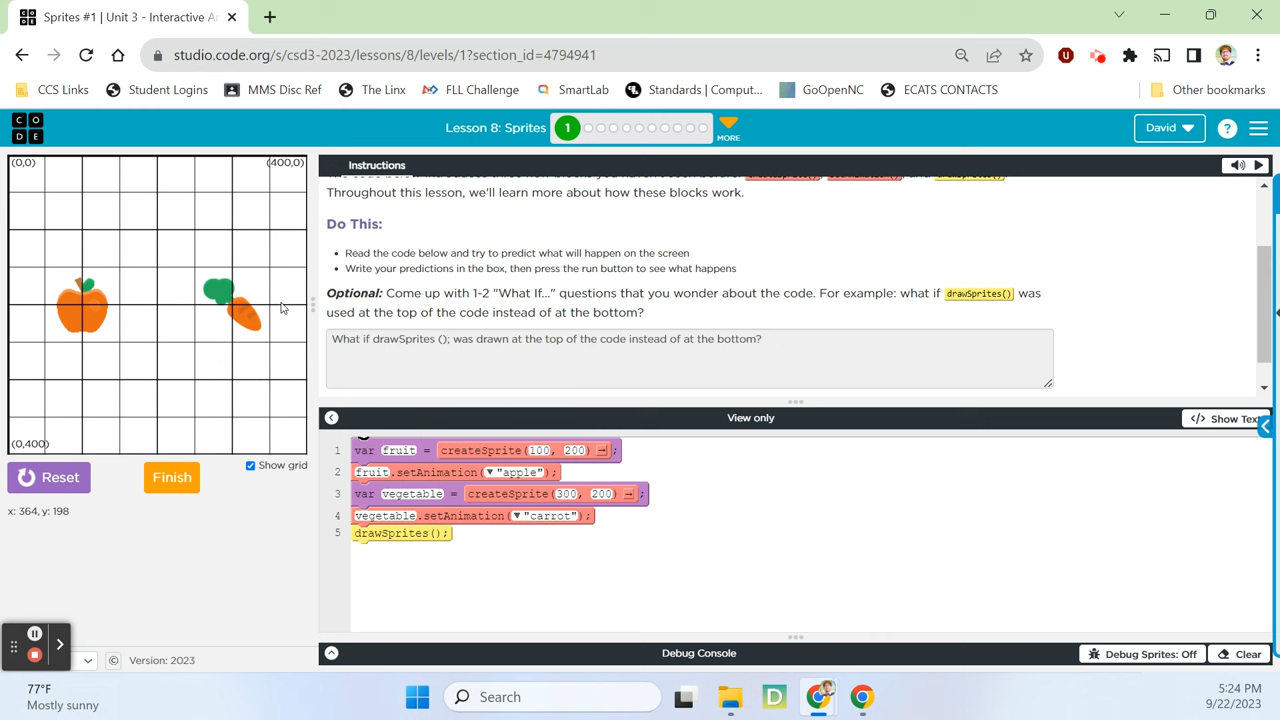 Sprites #1 | Unit 3 - Interactive Ar
studio.code.org/s/csd3-2023/lessons/8/levels/1?section_id=4794941
CCS Links
Student Logins
MMS Disc Ref
The Linx
FLL Challenge
SmartLab
Standards | Comput...
GoOpenNC
ECATS CONTACTS
Other bookmarks
CODE
Lesson 8: Sprites
1
MORE
David
?
(0,0)
(400,0)
(0,400)
Instructions
Throughout this lesson, we'll learn more about how these blocks work.
Do This:
• Read the code below and try to predict what will happen on the screen
• Write your predictions in the box, then press the run button to see what happens
Optional: Come up with 1-2 "What If..." questions that you wonder about the code. For example: what if drawSprites() was
used at the top of the code instead of at the bottom?
What if drawSprites (); was drawn at the top of the code instead of at the bottom?
View only
</> Show Text
1 var fruit = createSprite(100, 200);
2 fruit.setAnimation("apple");
3 var vegetable = createSprite(300, 200);
4 vegetable.setAnimation("carrot");
5 drawSprites();
Reset
Finish
Show grid
x: 364, y: 198
© Version: 2023
Debug Console
Debug Sprites: Off
Clear
77°F
Mostly sunny
Search
D
5:24 PM
9/22/2023